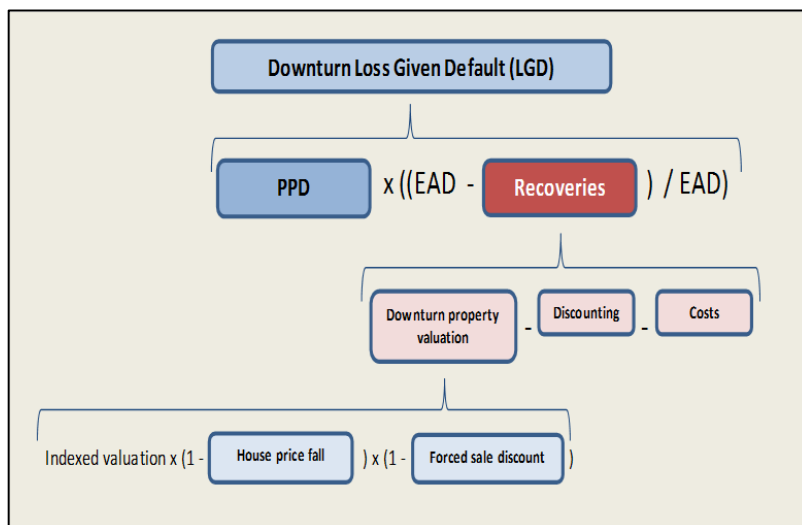 Downturn Loss Given Default (LGD)
PPD x ((EAD - Recoveries ) / EAD)
Downturn property
valuation
- Discounting - Costs
Indexed valuation x (1 - House price fall ) x (1 - Forced sale discount )